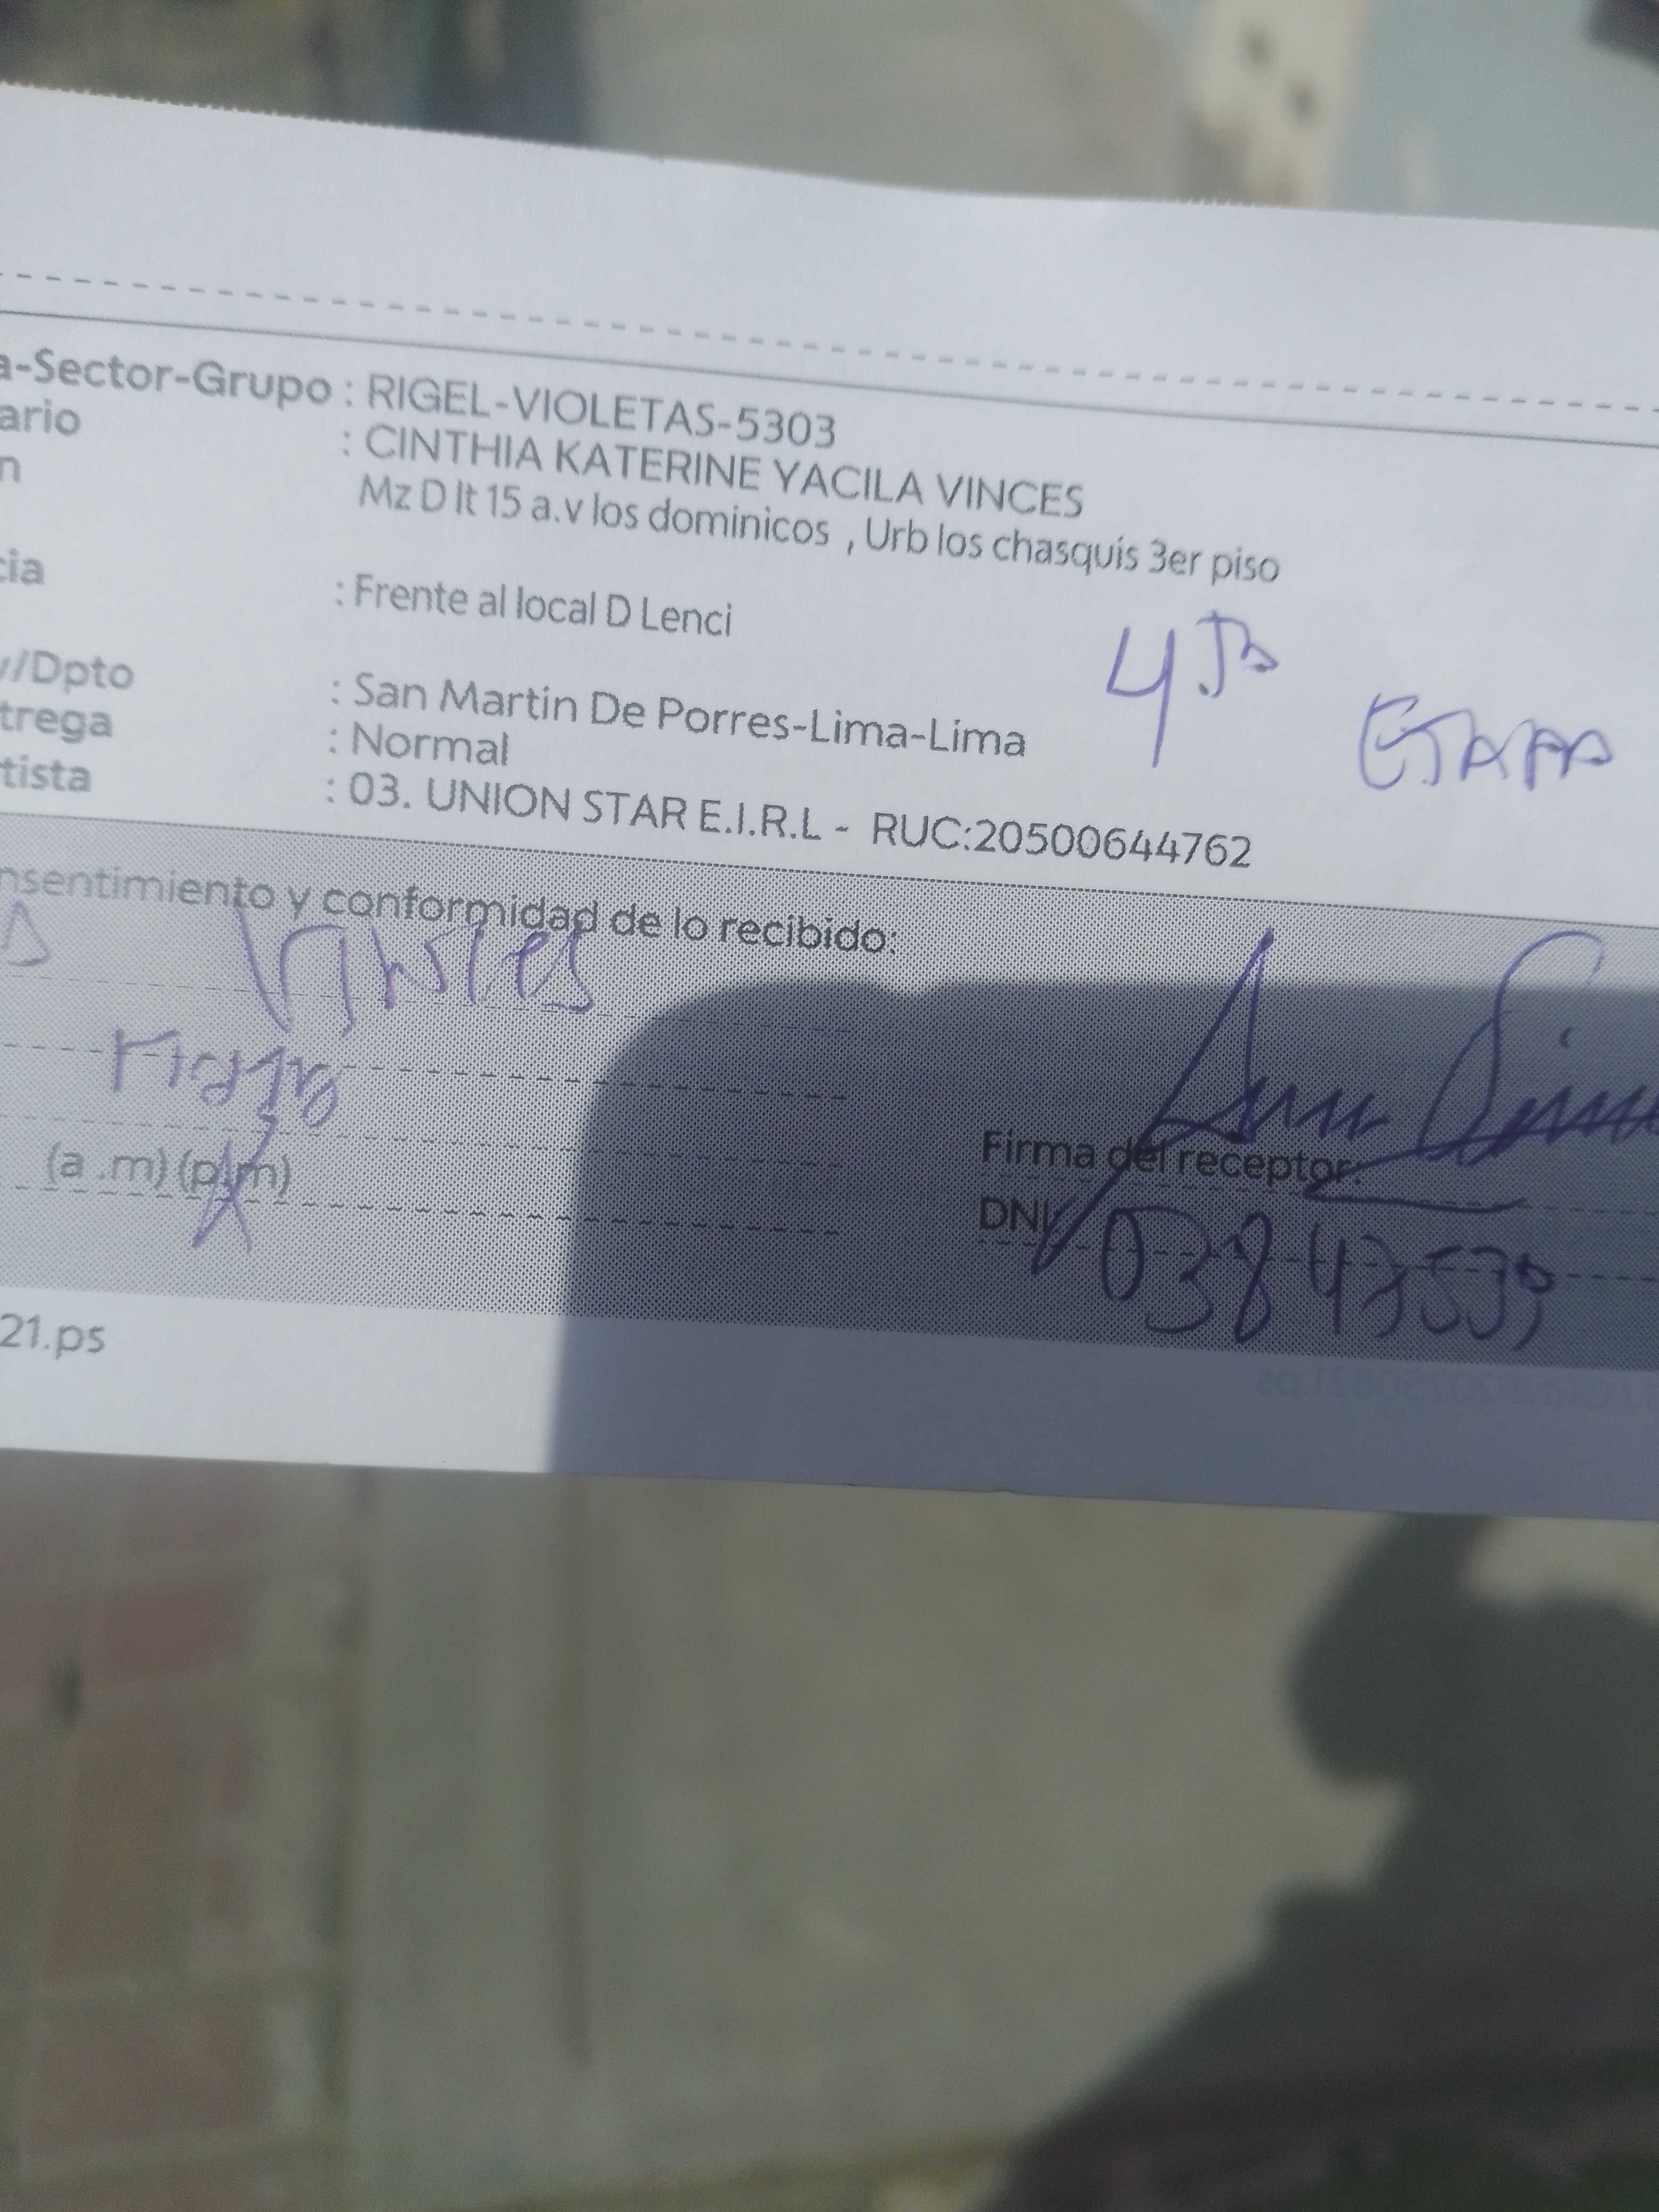 a-Sector-Grupo : RIGEL-VIOLETAS-5303
ario : CINTHIA KATERINE YACILA VINCES
n Mz D lt 15 a.v los dominicos , Urb los chasquis 3er piso
cia : Frente al local D Lenci
4Ta ETAPA
/Dpto : San Martin De Porres-Lima-Lima
trega : Normal
tista : 03. UNION STAR E.I.R.L - RUC:20500644762
nsentimiento y conformidad de lo recibido:
Vinces
(a .m) (p.m)
Firma del receptor:
DNI
21.ps